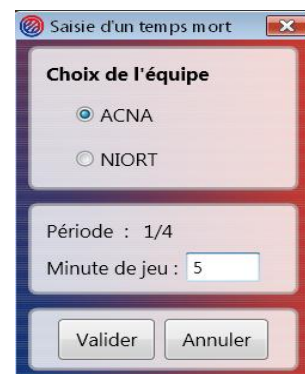 Saisie d'un temps mort
Choix de l'équipe
ACNA
NIORT
Période : 1/4
Minute de jeu : 5
Valider Annuler